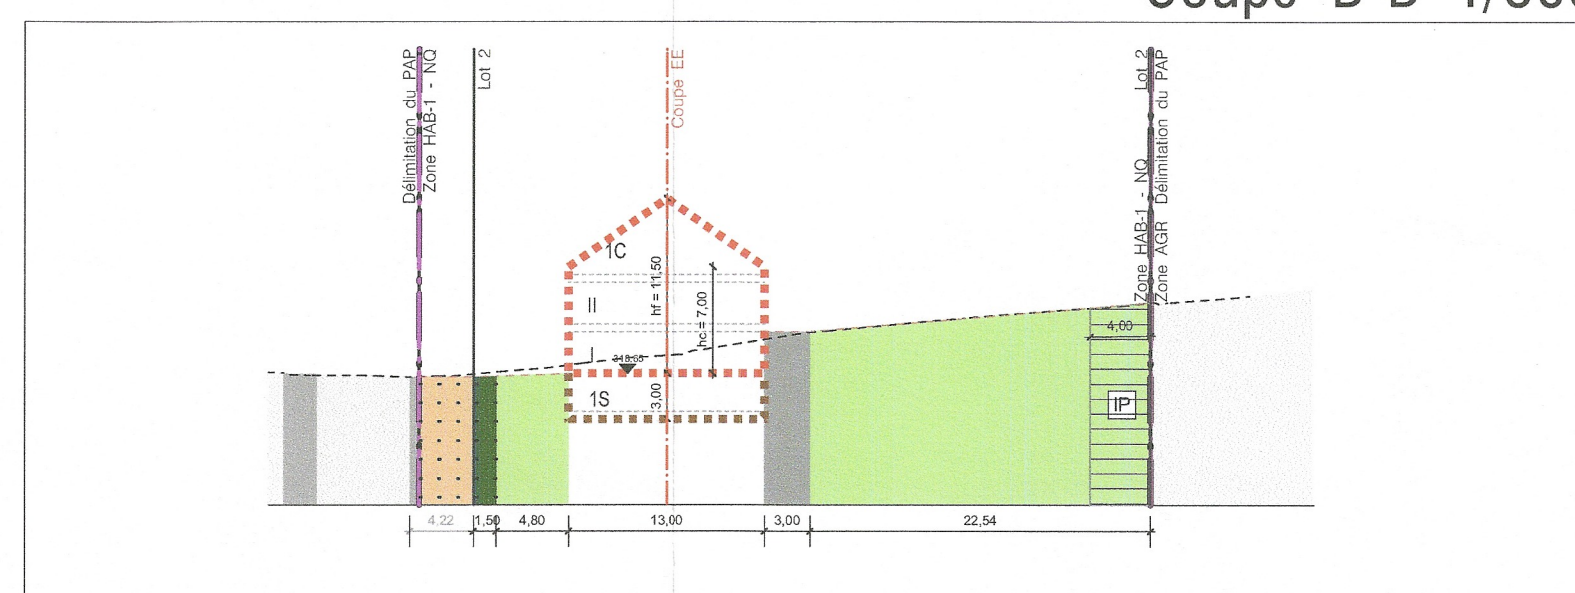 Coupe
Délimitation du PAP
Zone HAB-1 - NQ
Lot 2
Coupe EE
Lot 2
Zone HAB-1 - NQ
Délimitation du PAP
Zone AGR
1C
hf = 11,50
II
hc = 7,00
I
318.65
4,00
1S
3,00
IP
4,22
1,50
4,80
13,00
3,00
22,54